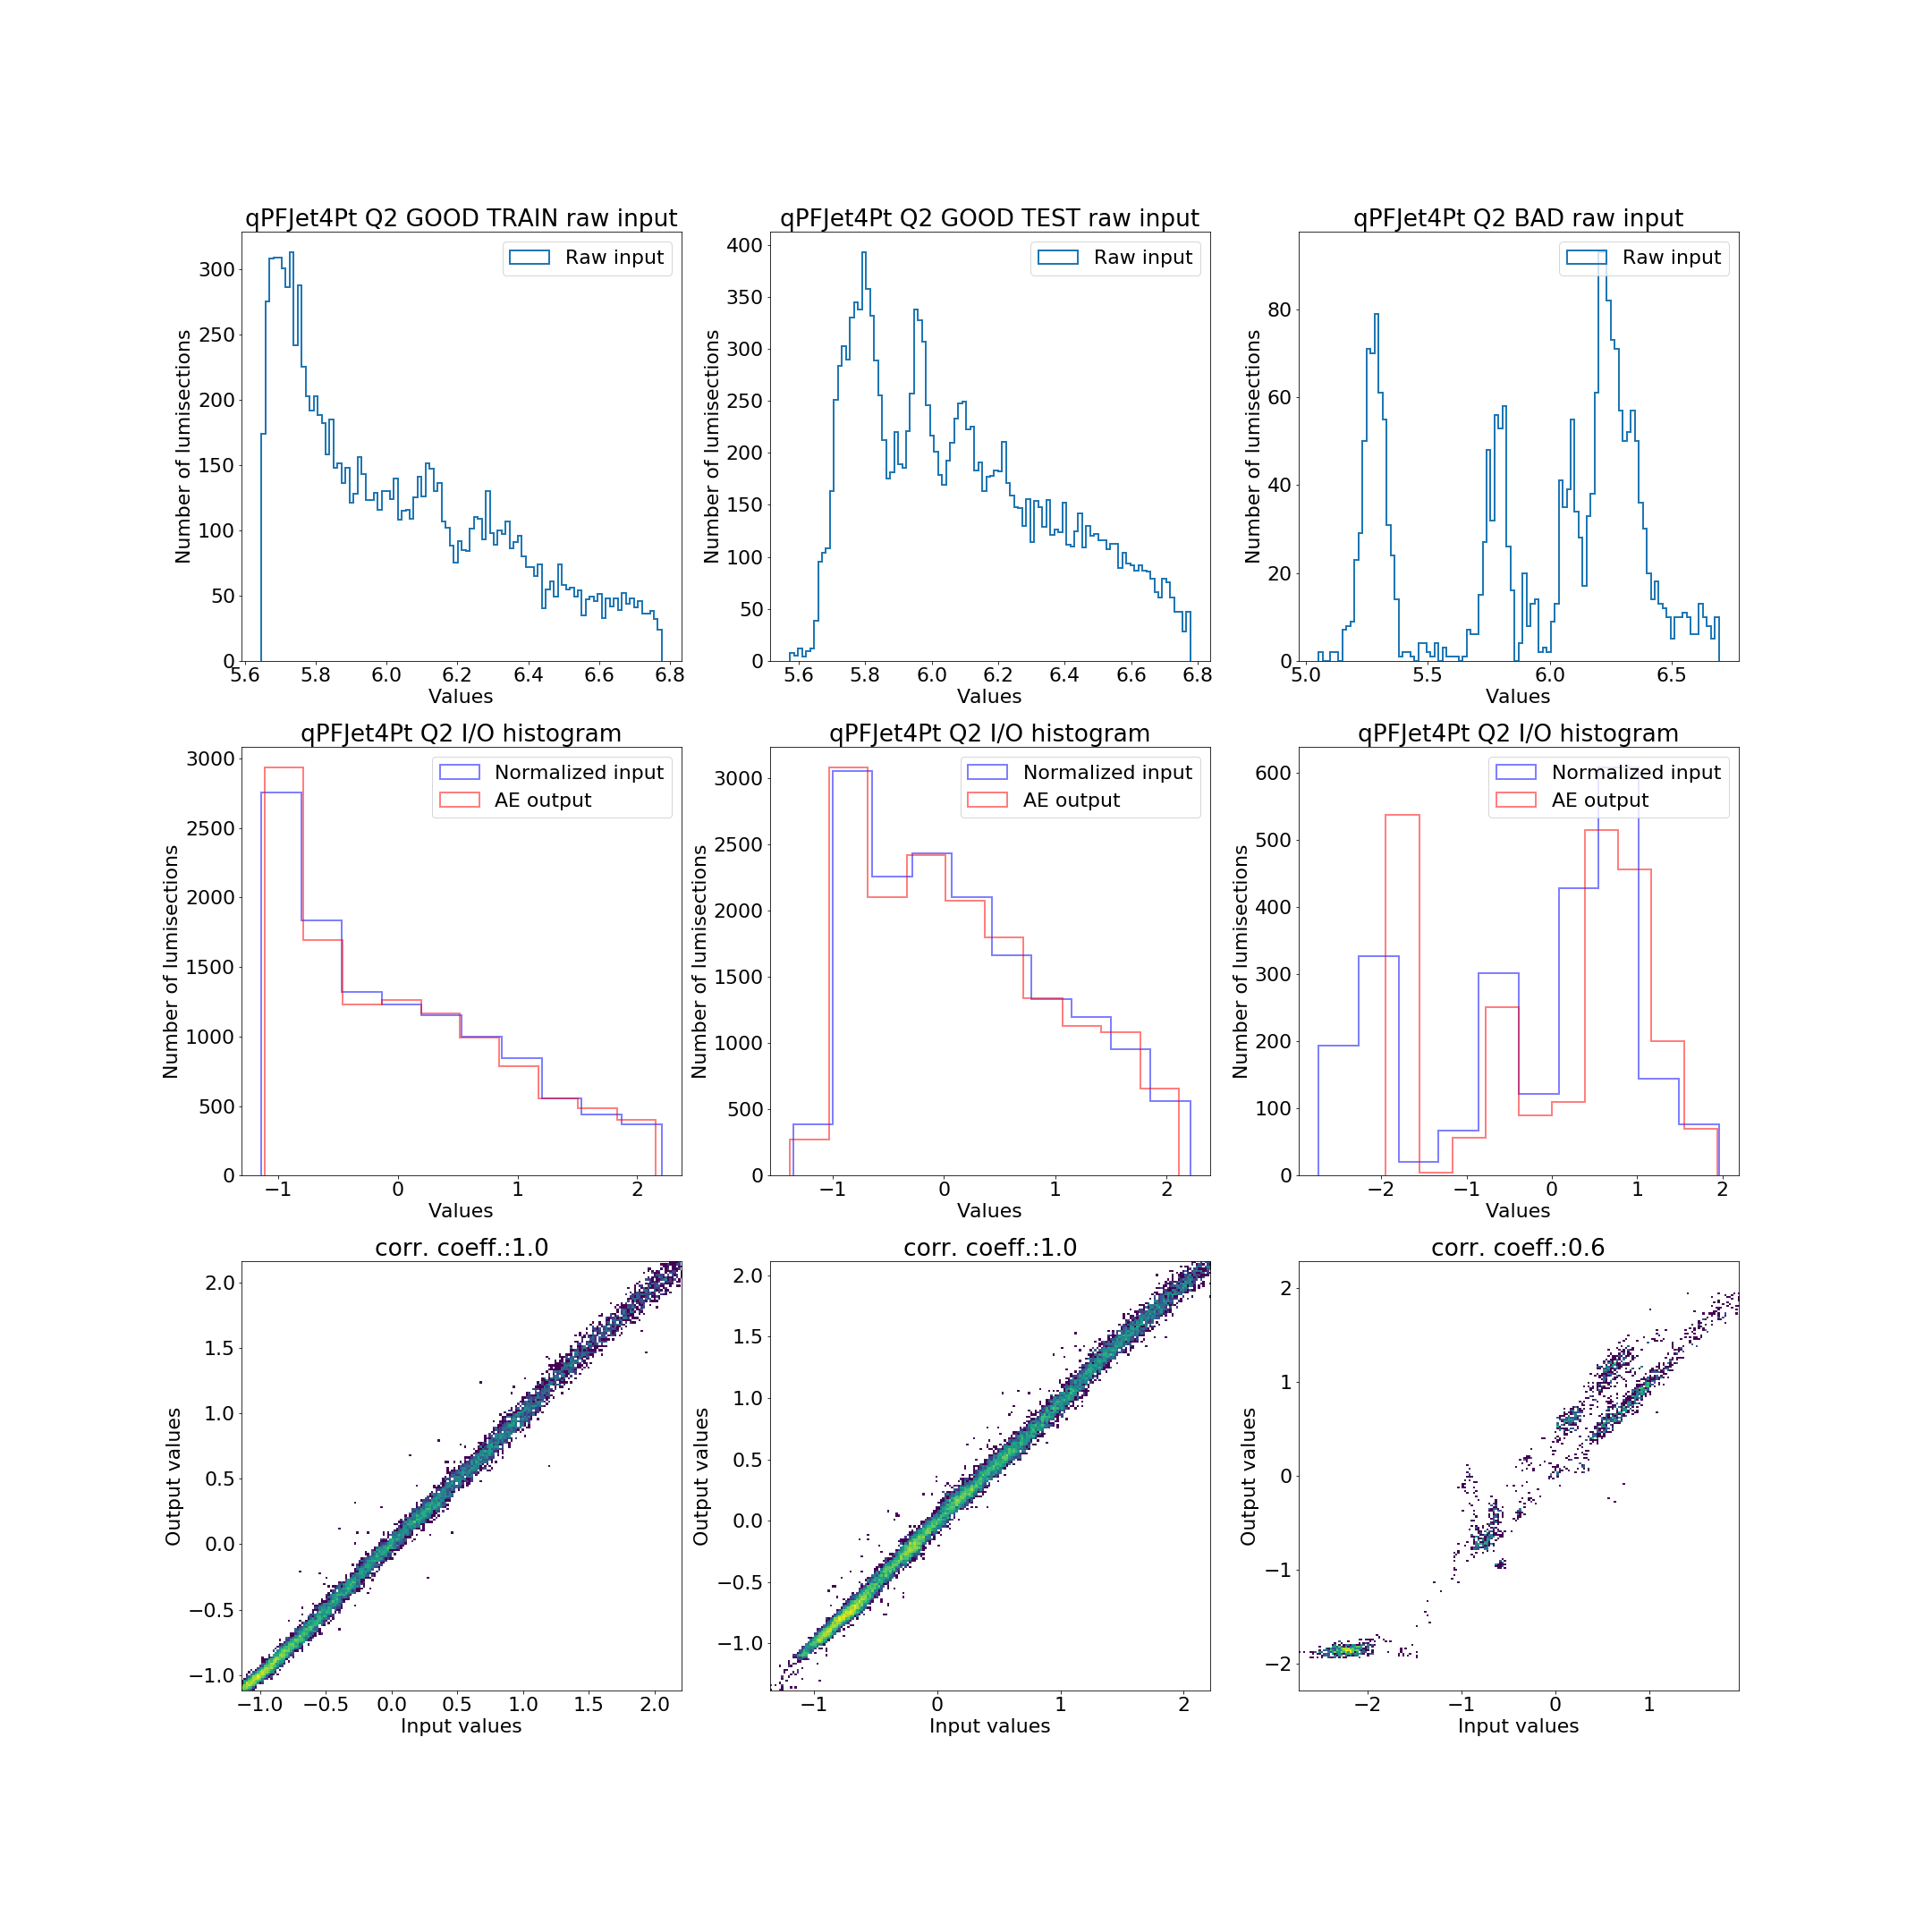 qPFJet4Pt Q2 GOOD TRAIN raw input
Raw input
Number of lumisections
300
250
200
150
100
50
0
5.6 5.8 6.0 6.2 6.4 6.6 6.8
Values
qPFJet4Pt Q2 GOOD TEST raw input
Raw input
Number of lumisections
400
350
300
250
200
150
100
50
0
5.6 5.8 6.0 6.2 6.4 6.6 6.8
Values
qPFJet4Pt Q2 BAD raw input
Raw input
Number of lumisections
80
60
40
20
0
5.0 5.5 6.0 6.5
Values
qPFJet4Pt Q2 I/O histogram
Normalized input
AE output
Number of lumisections
3000
2500
2000
1500
1000
500
0
−1 0 1 2
Values
qPFJet4Pt Q2 I/O histogram
Normalized input
AE output
Number of lumisections
3000
2500
2000
1500
1000
500
0
−1 0 1 2
Values
qPFJet4Pt Q2 I/O histogram
Normalized input
AE output
Number of lumisections
600
500
400
300
200
100
0
−2 −1 0 1 2
Values
corr. coeff.:1.0
Output values
2.0
1.5
1.0
0.5
0.0
−0.5
−1.0
−1.0 −0.5 0.0 0.5 1.0 1.5 2.0
Input values
corr. coeff.:1.0
Output values
2.0
1.5
1.0
0.5
0.0
−0.5
−1.0
−1 0 1 2
Input values
corr. coeff.:0.6
Output values
2
1
0
−1
−2
−2 −1 0 1
Input values